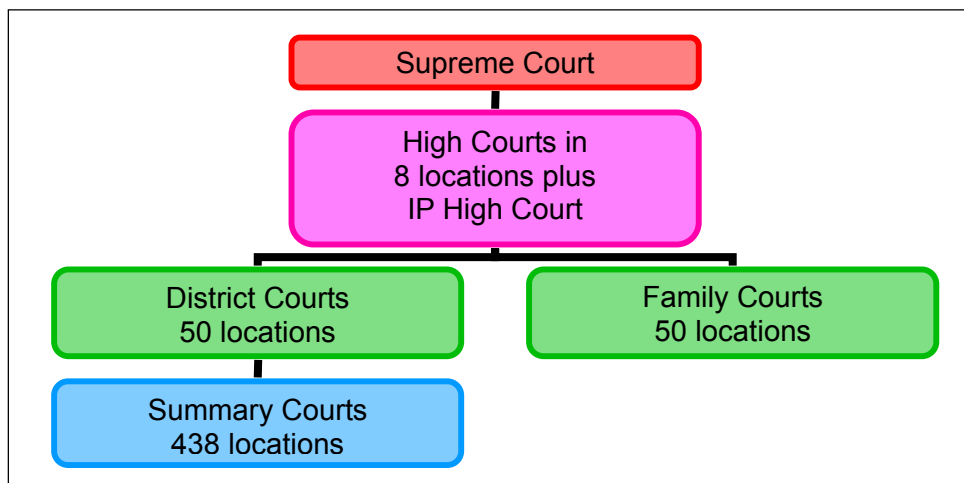 Supreme Court
High Courts in
8 locations plus
IP High Court
District Courts
50 locations
Family Courts
50 locations
Summary Courts
438 locations